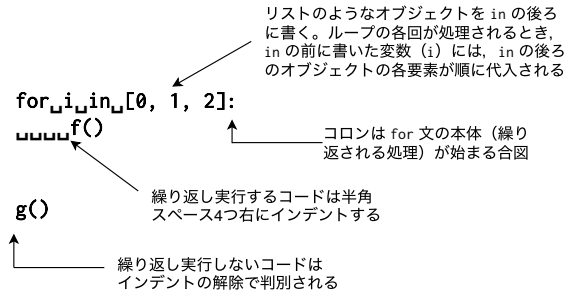 リストのようなオブジェクトを in の後ろ
に書く。ループの各回が処理されるとき，
in の前に書いた変数（i）には，in の後ろ
のオブジェクトの各要素が順に代入される
for␣i␣in␣[0, 1, 2]:
␣␣␣␣f()
コロンは for 文の本体（繰り
返される処理）が始まる合図
繰り返し実行するコードは半角
スペース4つ右にインデントする
g()
繰り返し実行しないコードは
インデントの解除で判別される